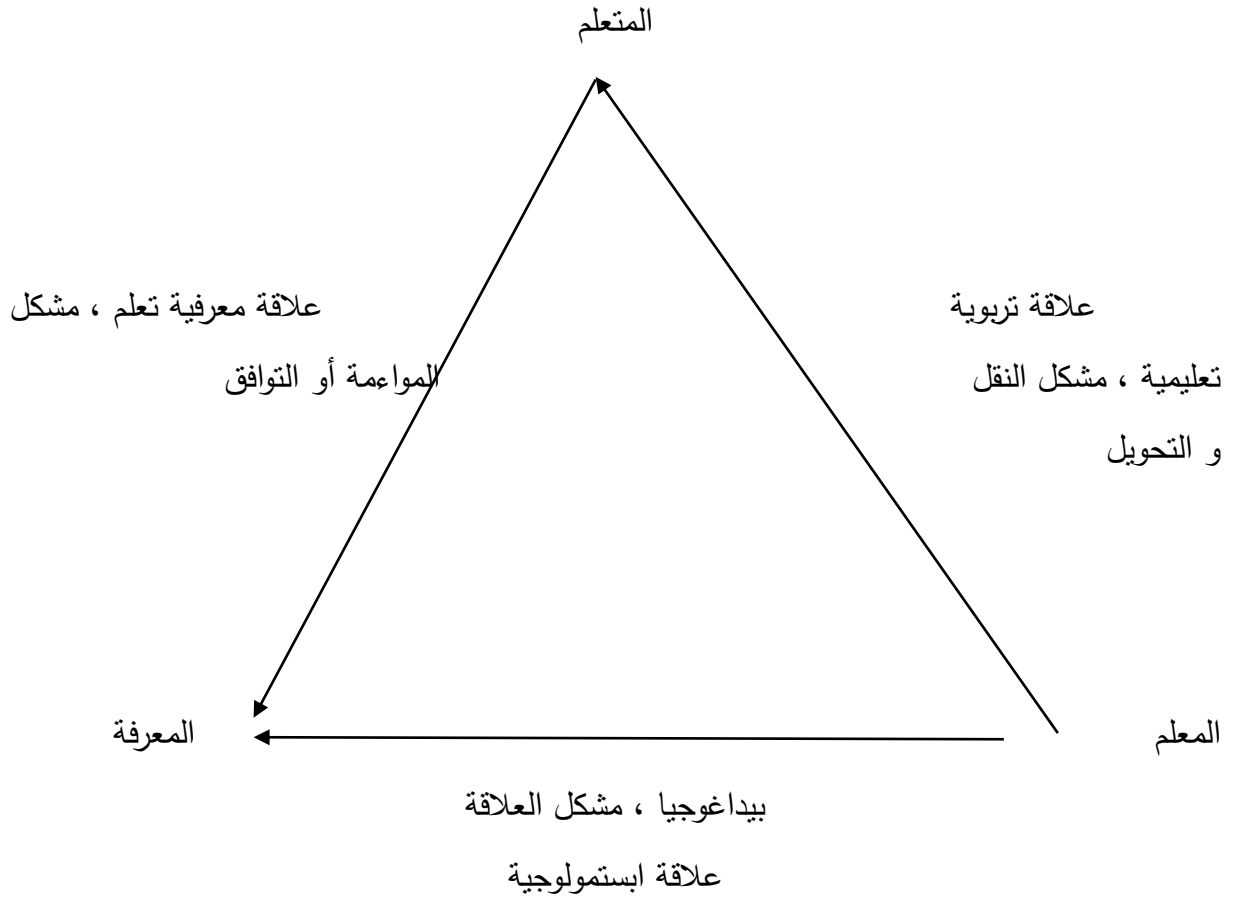 المتعلم
علاقة تربوية
تعليمية ، مشكل النقل
و التحويل
علاقة معرفية تعلم ، مشكل
المواءمة أو التوافق
المعلم
المعرفة
بيداغوجيا ، مشكل العلاقة
علاقة ابستمولوجية